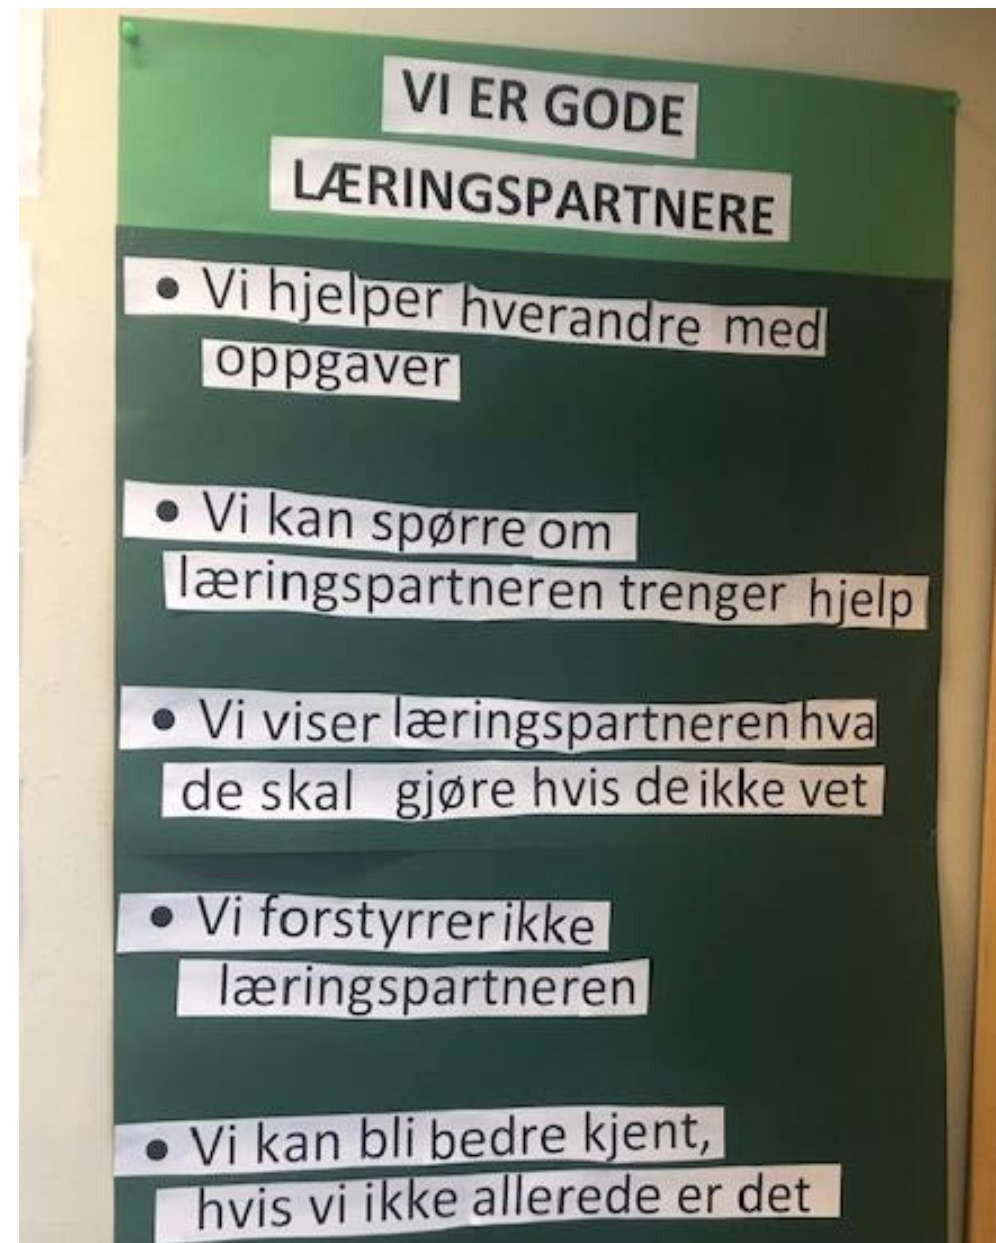 VI ER GODE
LÆRINGSPARTNERE
• Vi hjelper hverandre med
oppgaver
• Vi kan spørre om
læringspartneren trenger hjelp
• Vi viser læringspartneren hva
de skal gjøre hvis de ikke vet
• Vi forstyrrer ikke
læringspartneren
• Vi kan bli bedre kjent,
hvis vi ikke allerede er det